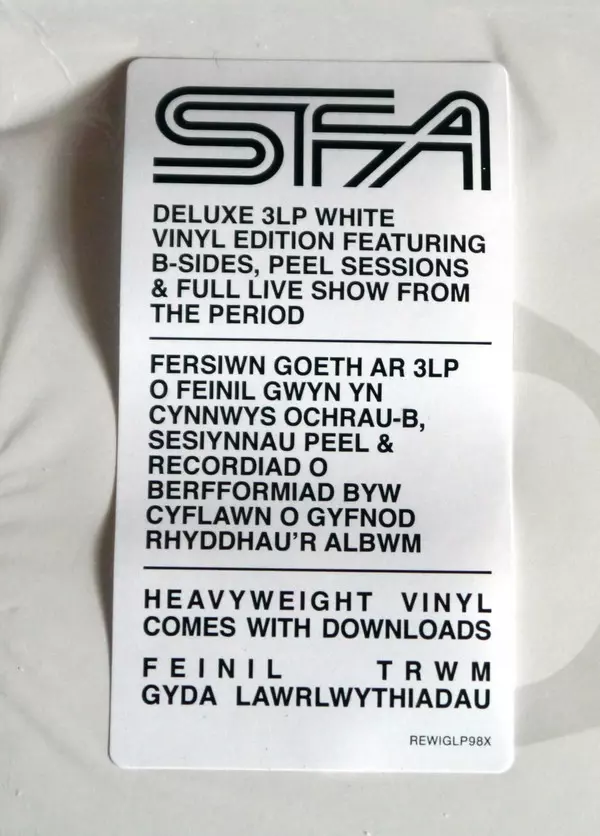 SFA
DELUXE 3LP WHITE
VINYL EDITION FEATURING
B-SIDES, PEEL SESSIONS
& FULL LIVE SHOW FROM
THE PERIOD
FERSIWN GOETH AR 3LP
O FEINIL GWYN YN
CYNNWYS OCHRAU-B,
SESIYNNAU PEEL &
RECORDIAD O
BERFFORMIAD BYW
CYFLAWN O GYFNOD
RHYDDHAU'R ALBWM
HEAVYWEIGHT VINYL
COMES WITH DOWNLOADS
FEINIL TRWM
GYDA LAWRLWYTHIADAU
REWIGLP98X